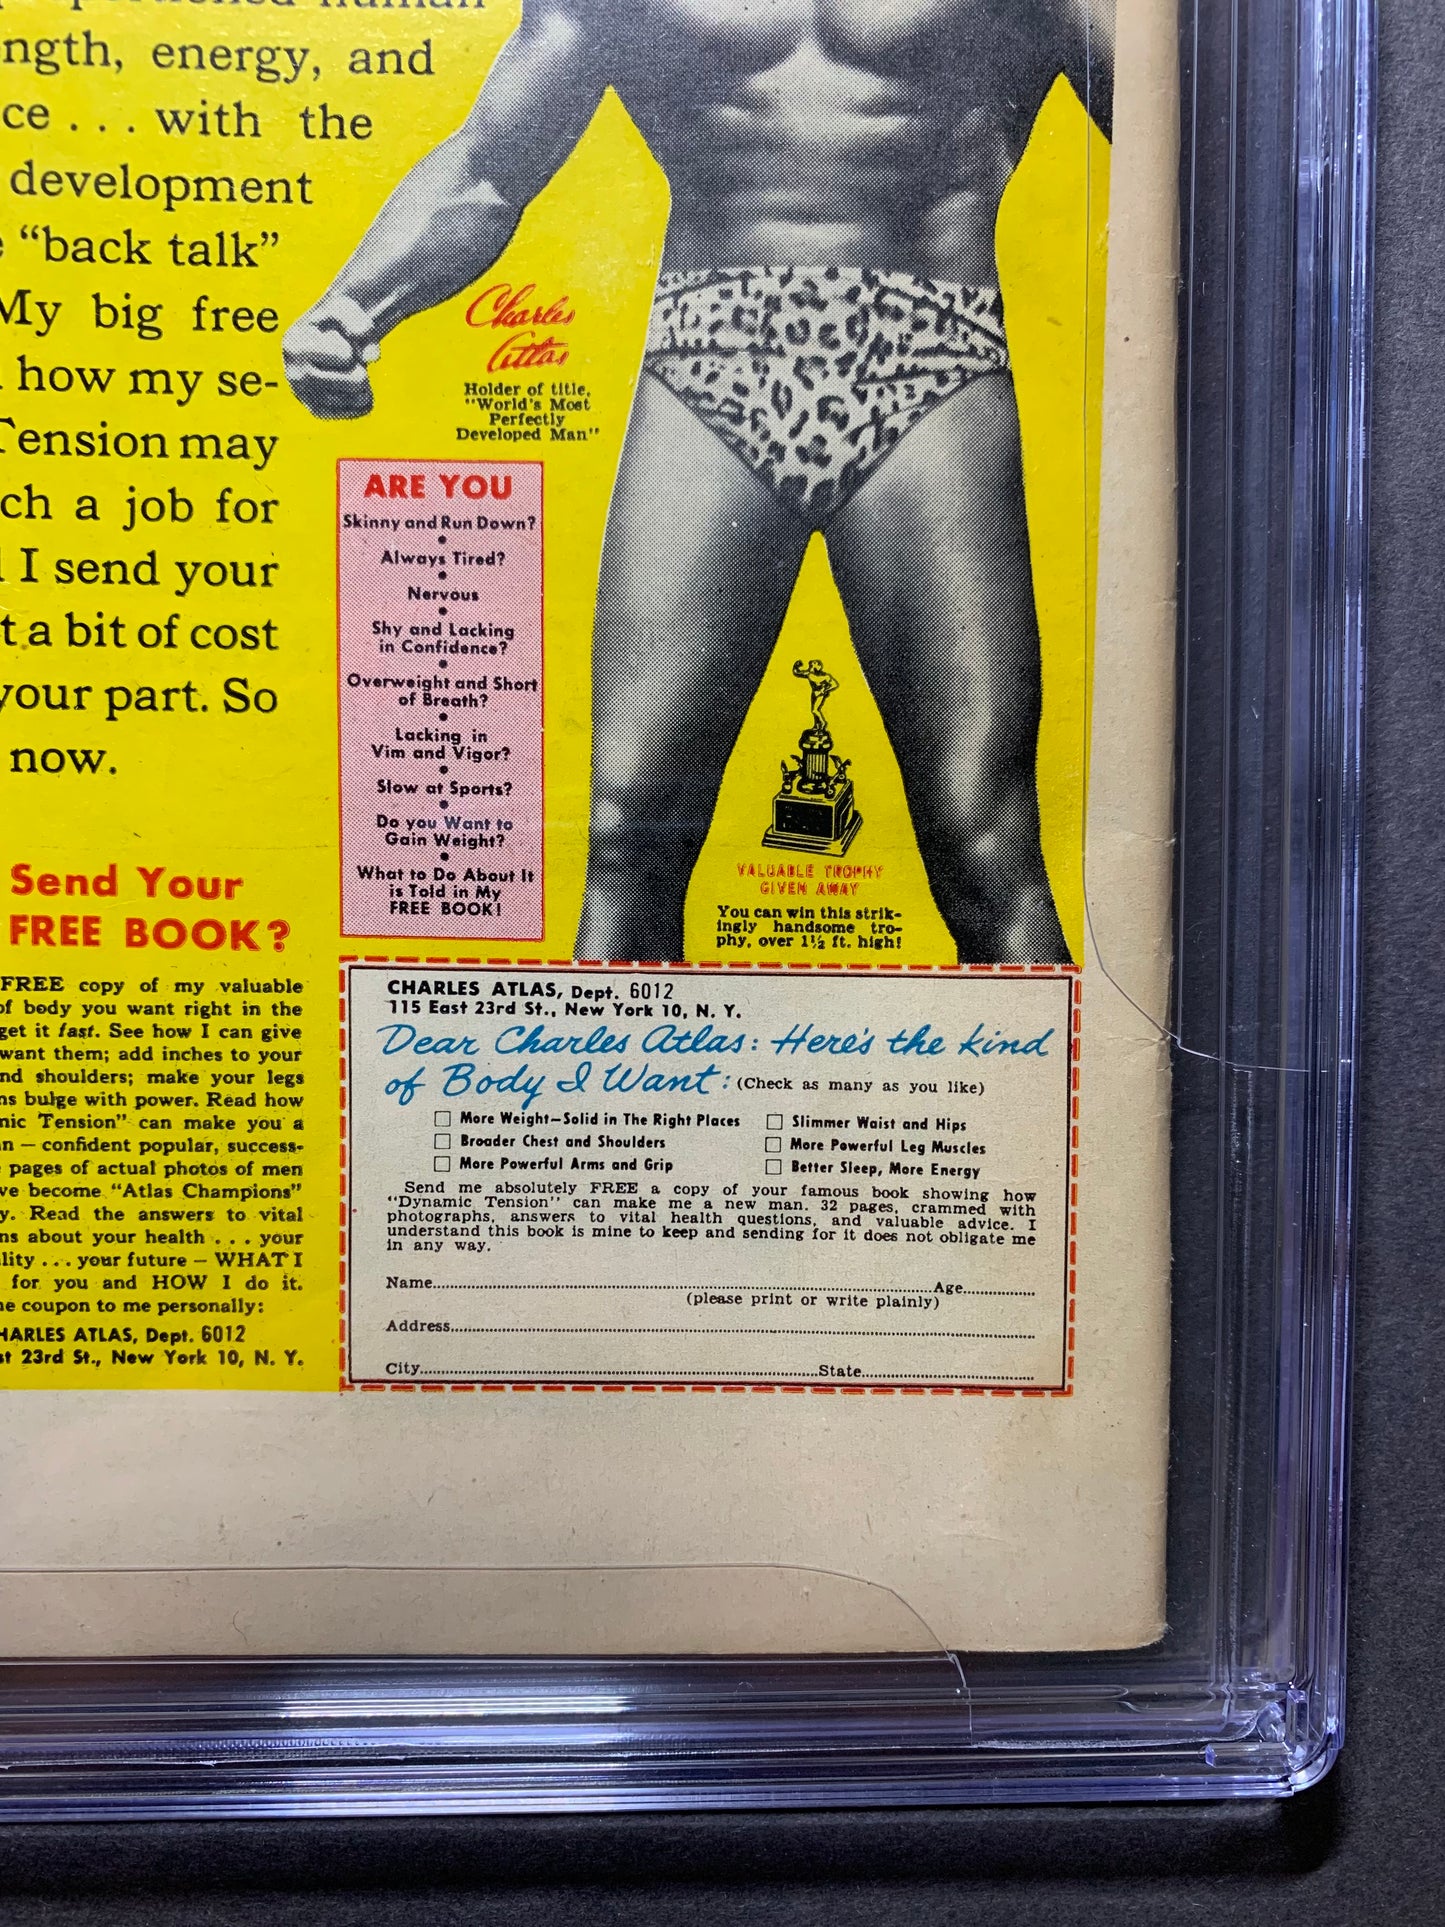 ngth, energy, and
ce . . . with the
development
"back talk"
My big free
how my se-
Tension may
ch a job for
I send your
t a bit of cost
your part. So
now.
Charles
Atlas
Holder of title,
"World's Most
Perfectly
Developed Man"
ARE YOU
Skinny and Run Down?
•
Always Tired?
•
Nervous
•
Shy and Lacking
in Confidence?
•
Overweight and Short
of Breath?
•
Lacking in
Vim and Vigor?
•
Slow at Sports?
•
Do you Want to
Gain Weight?
•
What to Do About It
is Told in My
FREE BOOK!
VALUABLE TROPHY
GIVEN AWAY
You can win this strik-
ingly handsome tro-
phy, over 1½ ft. high!
Send Your
FREE BOOK?
FREE copy of my valuable
of body you want right in the
get it fast. See how I can give
want them; add inches to your
nd shoulders; make your legs
ns bulge with power. Read how
mic Tension" can make you a
an — confident popular, success-
pages of actual photos of men
ve become "Atlas Champions"
y. Read the answers to vital
ns about your health . . . your
lity . . . your future — WHAT I
for you and HOW I do it.
he coupon to me personally:
HARLES ATLAS, Dept. 6012
st 23rd St., New York 10, N. Y.
CHARLES ATLAS, Dept. 6012
115 East 23rd St., New York 10, N. Y.
Dear Charles Atlas: Here's the kind
of Body I Want: (Check as many as you like)
☐ More Weight—Solid in The Right Places ☐ Slimmer Waist and Hips
☐ Broader Chest and Shoulders ☐ More Powerful Leg Muscles
☐ More Powerful Arms and Grip ☐ Better Sleep, More Energy
Send me absolutely FREE a copy of your famous book showing how
"Dynamic Tension" can make me a new man. 32 pages, crammed with
photographs, answers to vital health questions, and valuable advice. I
understand this book is mine to keep and sending for it does not obligate me
in any way.
Name....................Age..........
(please print or write plainly)
Address....................
City....................State..........